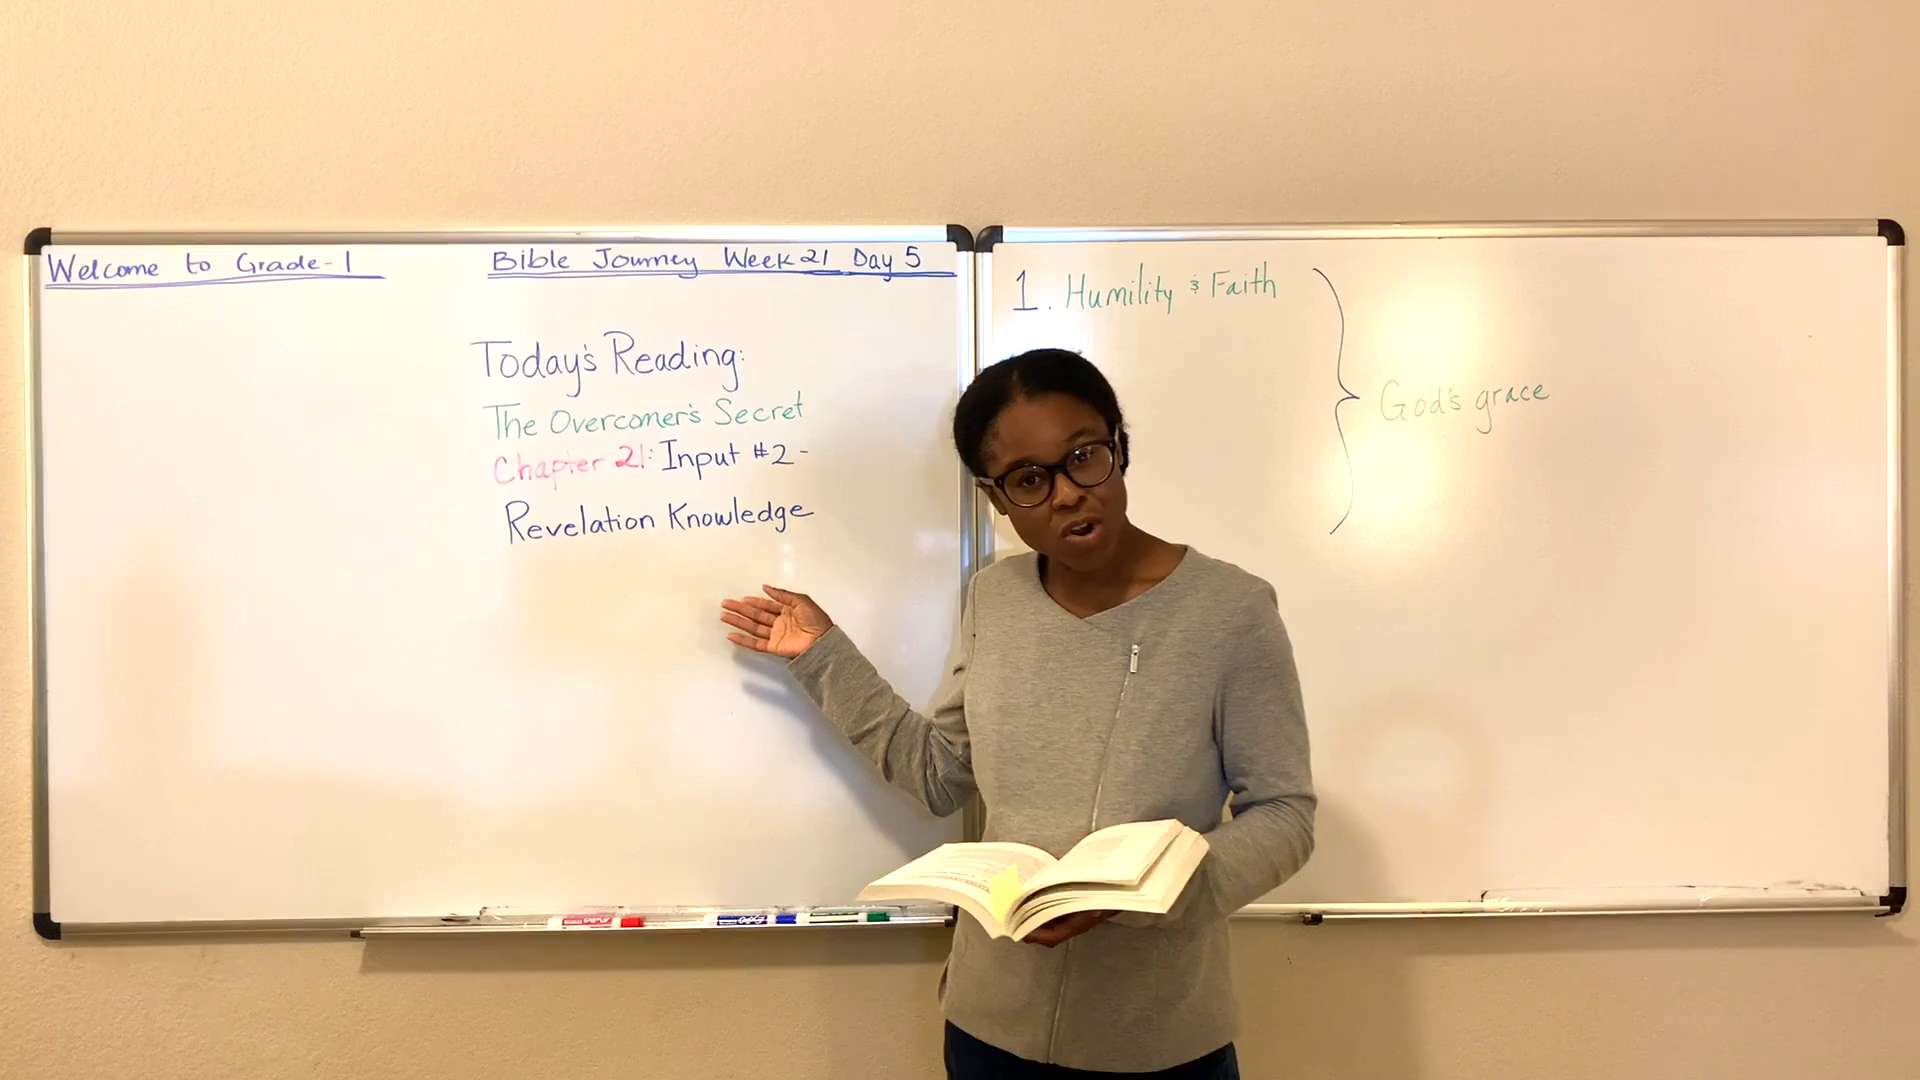 Welcome to Grade-1
Bible Journey Week 21 Day 5
Today's Reading:
The Overcomer's Secret
Chapter 21: Input #2 -
Revelation Knowledge
1. Humility & Faith
God's grace
EXPO